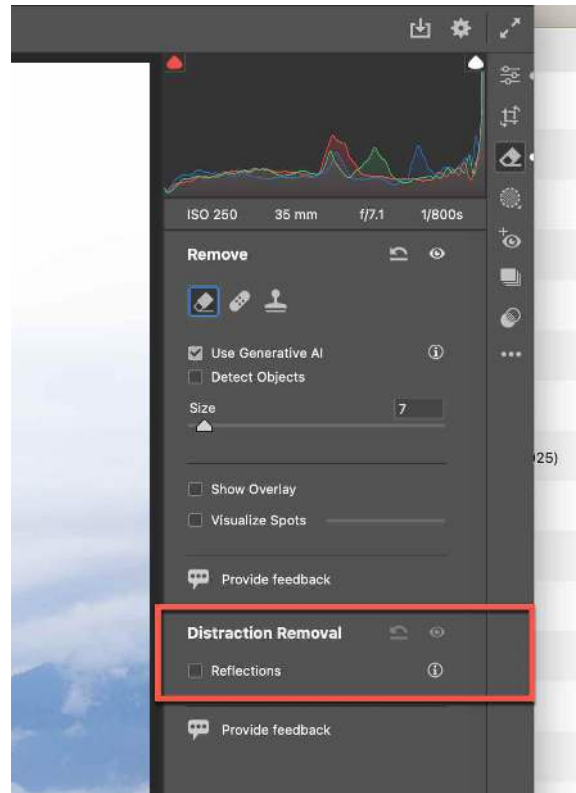 ISO 250 35 mm f/7.1 1/800s
Remove
Use Generative AI
Detect Objects
Size 7
25)
Show Overlay
Visualize Spots
Provide feedback
Distraction Removal
Reflections
Provide feedback